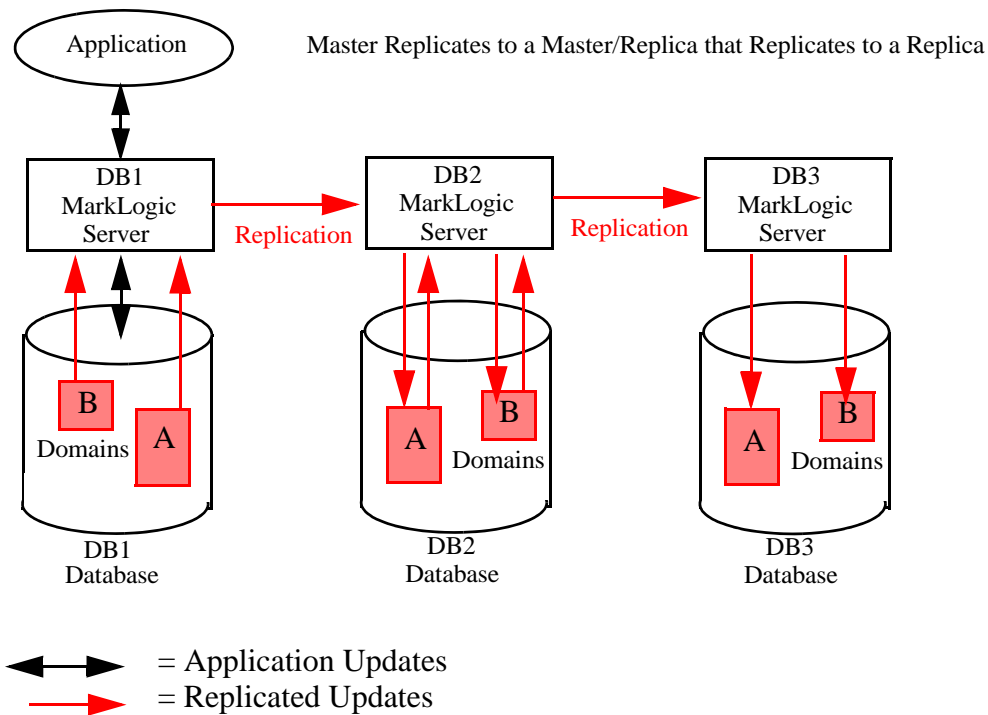 Application
Master Replicates to a Master/Replica that Replicates to a Replica
DB1
MarkLogic
Server
Replication
DB2
MarkLogic
Server
Replication
DB3
MarkLogic
Server
B
A
Domains
A
B
Domains
A
B
Domains
DB1
Database
DB2
Database
DB3
Database
= Application Updates
= Replicated Updates